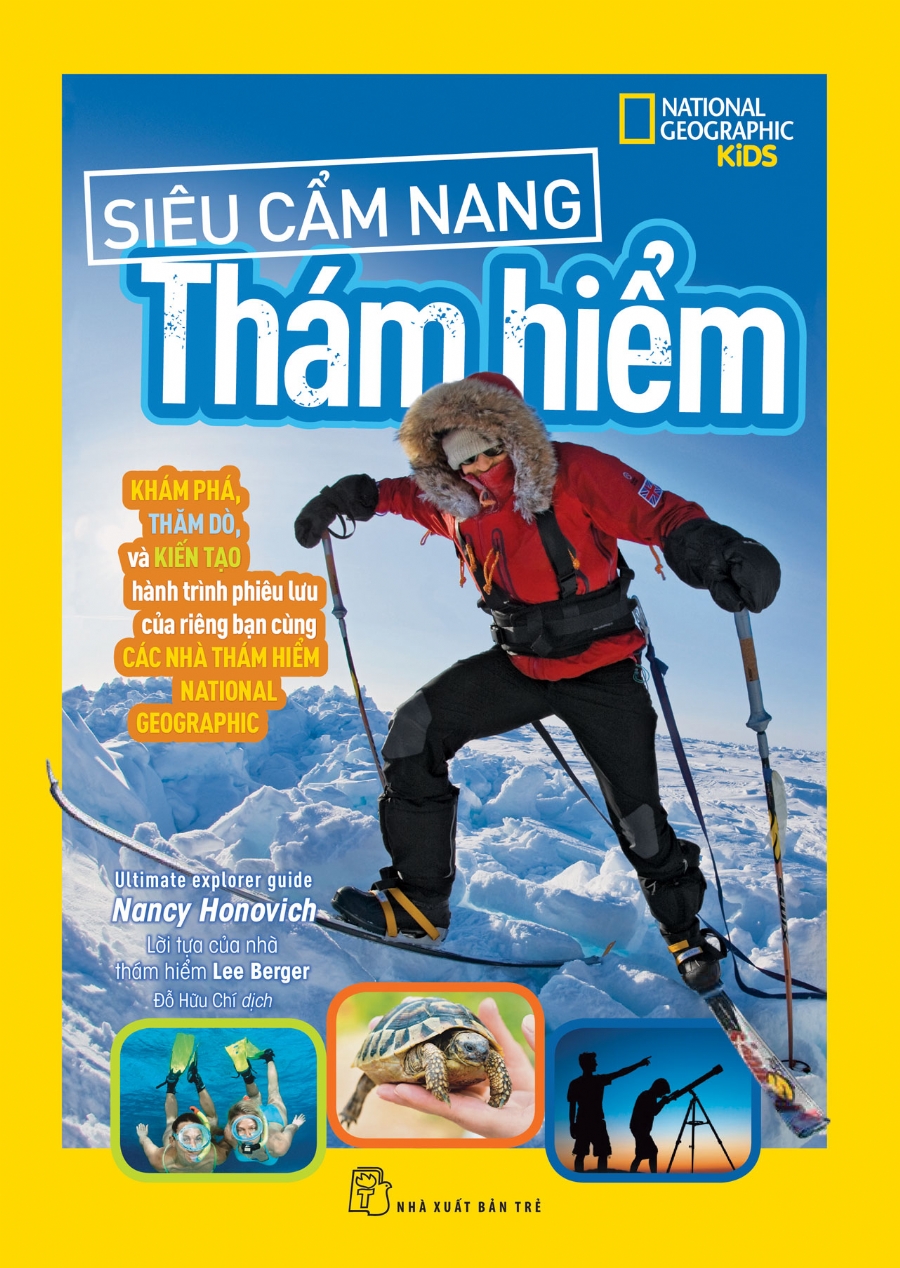 NATIONAL
GEOGRAPHIC
KiDS
SIÊU CẨM NANG
Thám hiểm
KHÁM PHÁ,
THĂM DÒ,
và KIẾN TẠO
hành trình phiêu lưu
của riêng bạn cùng
CÁC NHÀ THÁM HIỂM
NATIONAL
GEOGRAPHIC
Ultimate explorer guide
Nancy Honovich
Lời tựa của nhà
thám hiểm Lee Berger
Đỗ Hữu Chí dịch
NHÀ XUẤT BẢN TRẺ